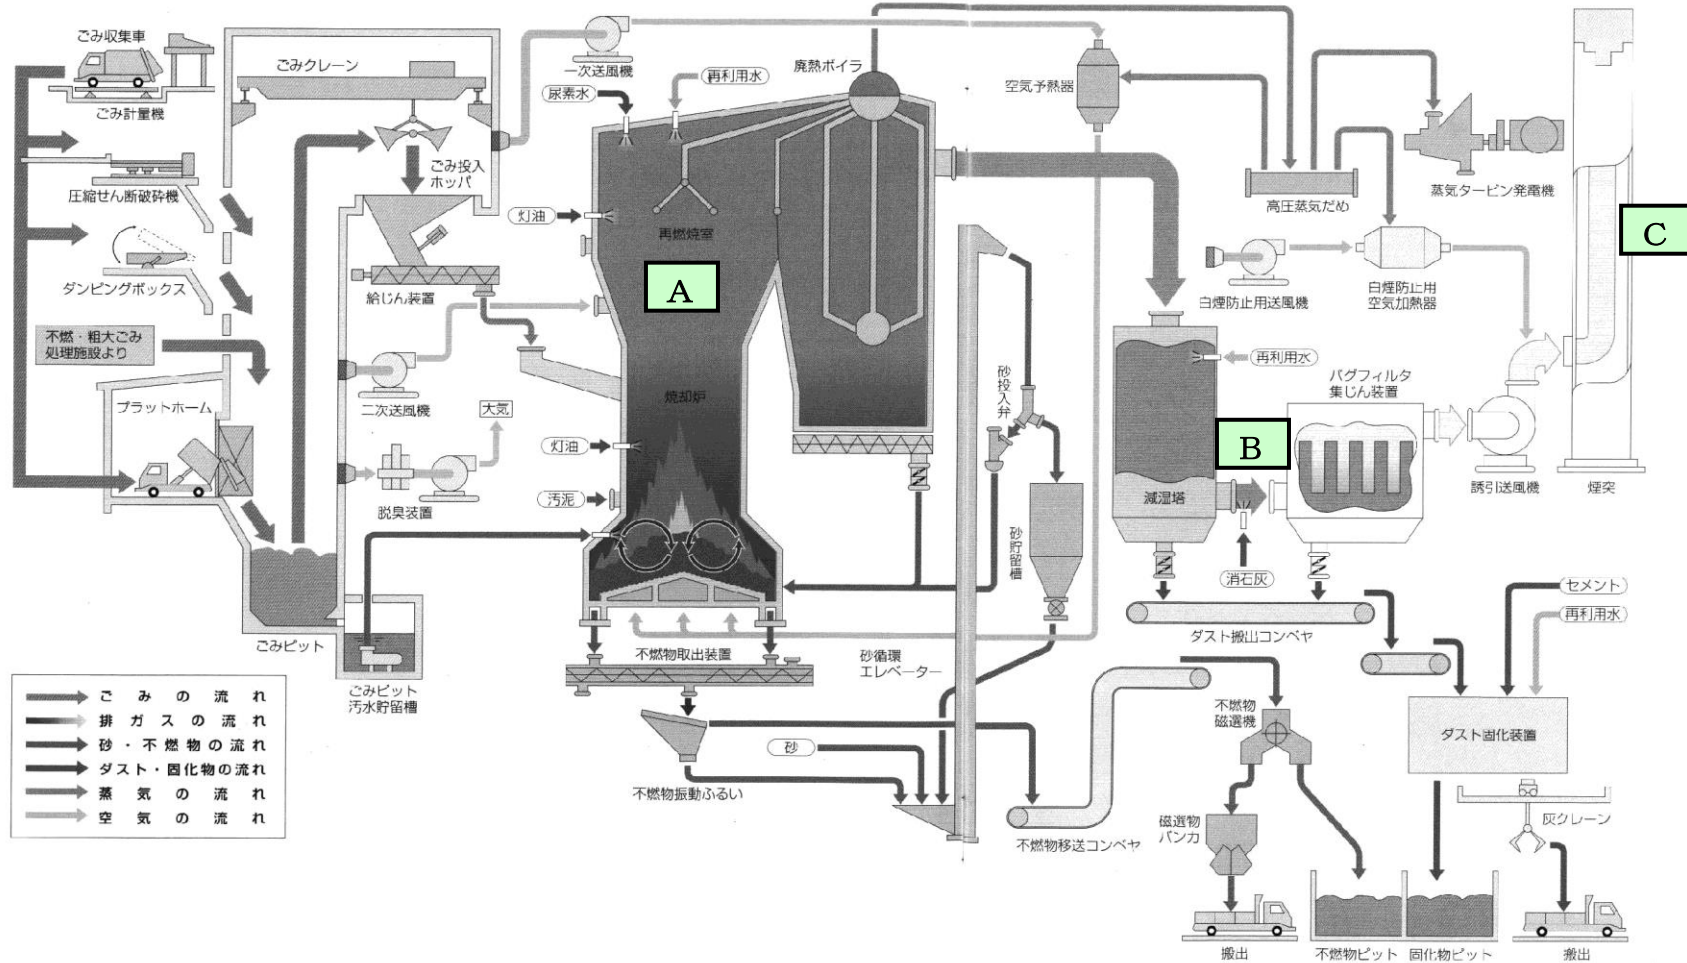 ごみ収集車
ごみ計量機
圧縮せん断破砕機
ダンピングボックス
不燃・粗大ごみ
処理施設より
プラットホーム
ごみクレーン
ごみ投入
ホッパ
給じん装置
二次送風機
大気
脱臭装置
ごみピット
ごみピット
汚水貯留槽
一次送風機
尿素水
再利用水
廃熱ボイラ
灯油
再燃焼室
A
焼却炉
灯油
汚泥
不燃物取出装置
不燃物振動ふるい
砂
砂循環
エレベーター
砂投入弁
砂貯留槽
空気予熱器
高圧蒸気だめ
蒸気タービン発電機
白煙防止用送風機
白煙防止用
空気加熱器
C
再利用水
減湿塔
B
バグフィルタ
集じん装置
誘引送風機
煙突
消石灰
ダスト搬出コンベヤ
セメント
再利用水
ダスト固化装置
灰クレーン
不燃物
磁選機
不燃物移送コンベヤ
磁選物
バンカ
搬出
不燃物ピット
固化物ピット
搬出
ごみの流れ
排ガスの流れ
砂・不燃物の流れ
ダスト・固化物の流れ
蒸気の流れ
空気の流れ